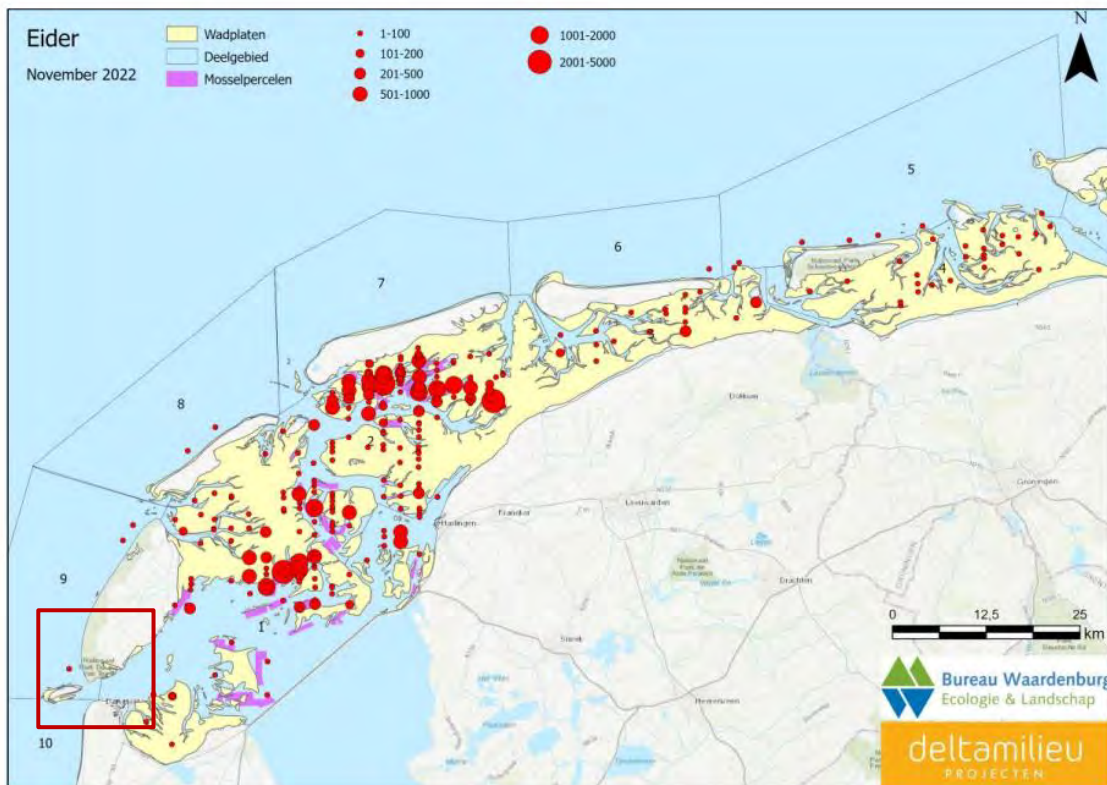 Eider
November 2022
Wadplaten
Deelgebied
Mosselpercelen
1-100
101-200
201-500
501-1000
1001-2000
2001-5000
N
5
6
7
4
3
8
2
Dokkum
Groningen
Leeuwarden
Franeker
Harlingen
Drachten
9
1
Sneek
Heerenveen
10
0
12,5
25
km
Bureau Waardenburg
Ecologie & Landschap
deltamilieu
PROJECTEN